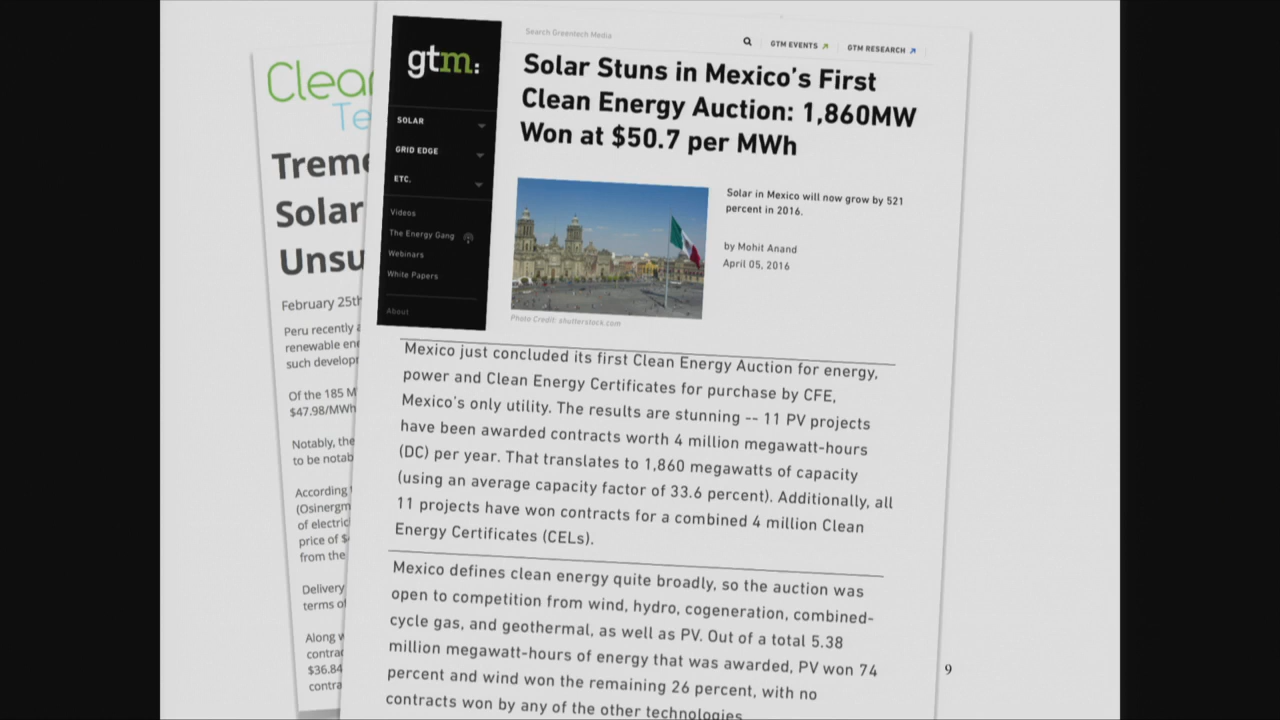 Clea
Te
Treme
Solar
Unsu
February 25th
Peru recently a
renewable ene
such develop
Of the 185 M
$47.98/MWh
Notably, the
to be notab
According
(Osinergm
of electric
price of $
from the
Delivery
terms of
Along w
contrac
$36.84
contra
gtm:
SOLAR
GRID EDGE
ETC.
Videos
The Energy Gang
Webinars
White Papers
About
Search Greentech Media
GTM EVENTS
GTM RESEARCH
Solar Stuns in Mexico's First
Clean Energy Auction: 1,860MW
Won at $50.7 per MWh
Solar in Mexico will now grow by 521
percent in 2016.
by Mohit Anand
April 05, 2016
Photo Credit: shutterstock.com
Mexico just concluded its first Clean Energy Auction for energy,
power and Clean Energy Certificates for purchase by CFE,
Mexico's only utility. The results are stunning -- 11 PV projects
have been awarded contracts worth 4 million megawatt-hours
(DC) per year. That translates to 1,860 megawatts of capacity
(using an average capacity factor of 33.6 percent). Additionally, all
11 projects have won contracts for a combined 4 million Clean
Energy Certificates (CELs).
Mexico defines clean energy quite broadly, so the auction was
open to competition from wind, hydro, cogeneration, combined-
cycle gas, and geothermal, as well as PV. Out of a total 5.38
million megawatt-hours of energy that was awarded, PV won 74
percent and wind won the remaining 26 percent, with no
contracts won by any of the other technologies.
9